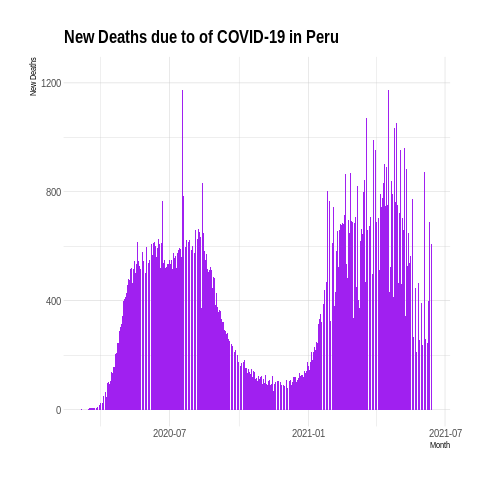 New Deaths due to of COVID-19 in Peru
New Deaths
1200
800
400
0
2020-07
2021-01
2021-07
Month